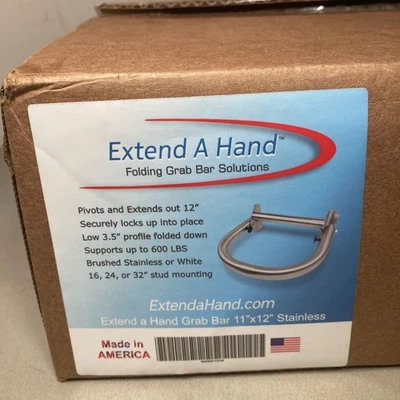 Extend A Hand™
Folding Grab Bar Solutions
Pivots and Extends out 12"
Securely locks up into place
Low 3.5" profile folded down
Supports up to 600 LBS
Brushed Stainless or White
16, 24, or 32" stud mounting
ExtendaHand.com
Extend a Hand Grab Bar 11"x12" Stainless
Made in
AMERICA